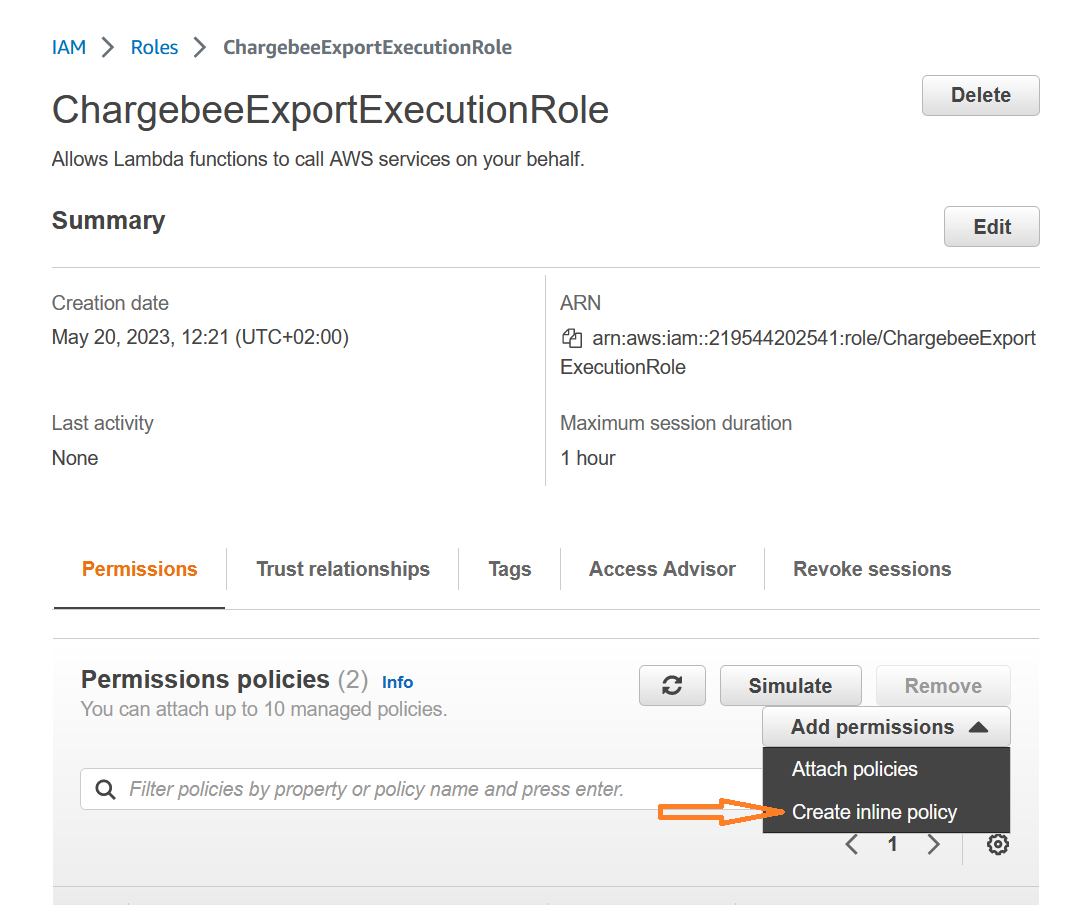 IAM > Roles > ChargebeeExportExecutionRole
ChargebeeExportExecutionRole
Delete
Allows Lambda functions to call AWS services on your behalf.
Summary
Edit
Creation date
May 20, 2023, 12:21 (UTC+02:00)
ARN
arn:aws:iam::219544202541:role/ChargebeeExport
ExecutionRole
Last activity
None
Maximum session duration
1 hour
Permissions
Trust relationships
Tags
Access Advisor
Revoke sessions
Permissions policies (2) Info
You can attach up to 10 managed policies.
Simulate
Remove
Add permissions
Filter policies by property or policy name and press enter.
Attach policies
Create inline policy
1